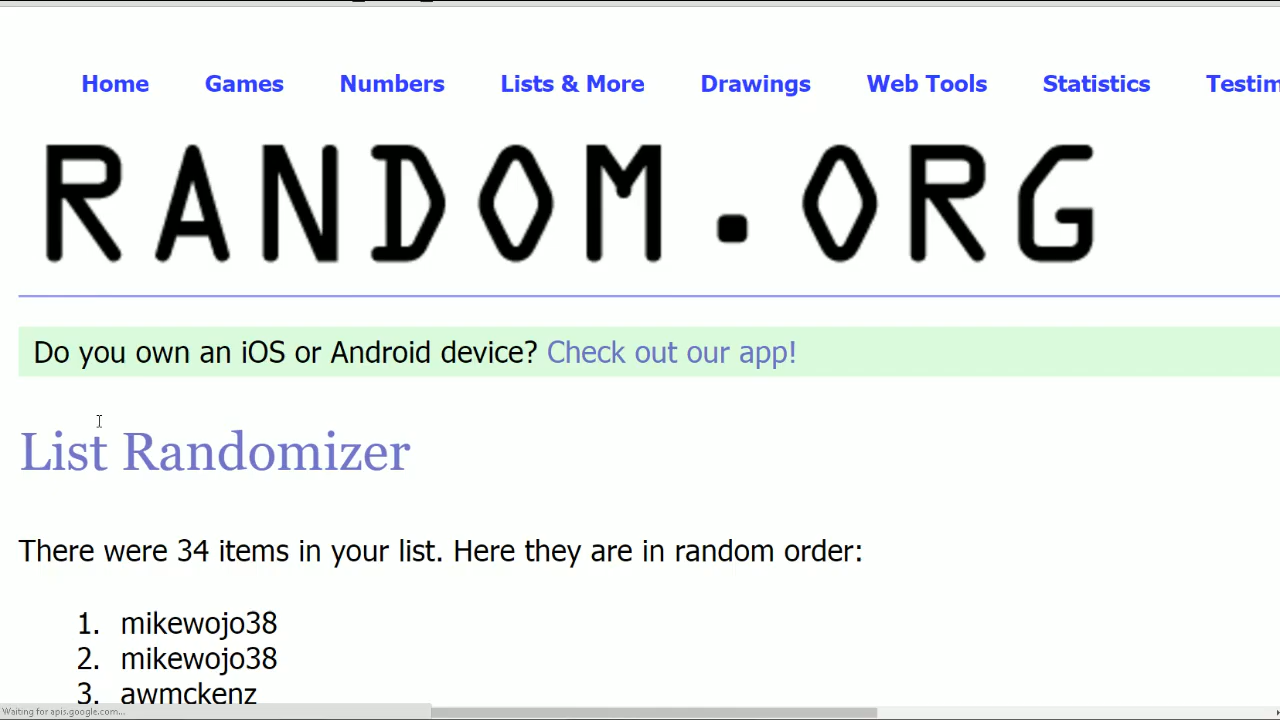 Home Games Numbers Lists & More Drawings Web Tools Statistics Testim
RANDOM.ORG
Do you own an iOS or Android device? Check out our app!
List Randomizer
There were 34 items in your list. Here they are in random order:
1. mikewojo38
2. mikewojo38
3. awmckenz
Waiting for apis.google.com...